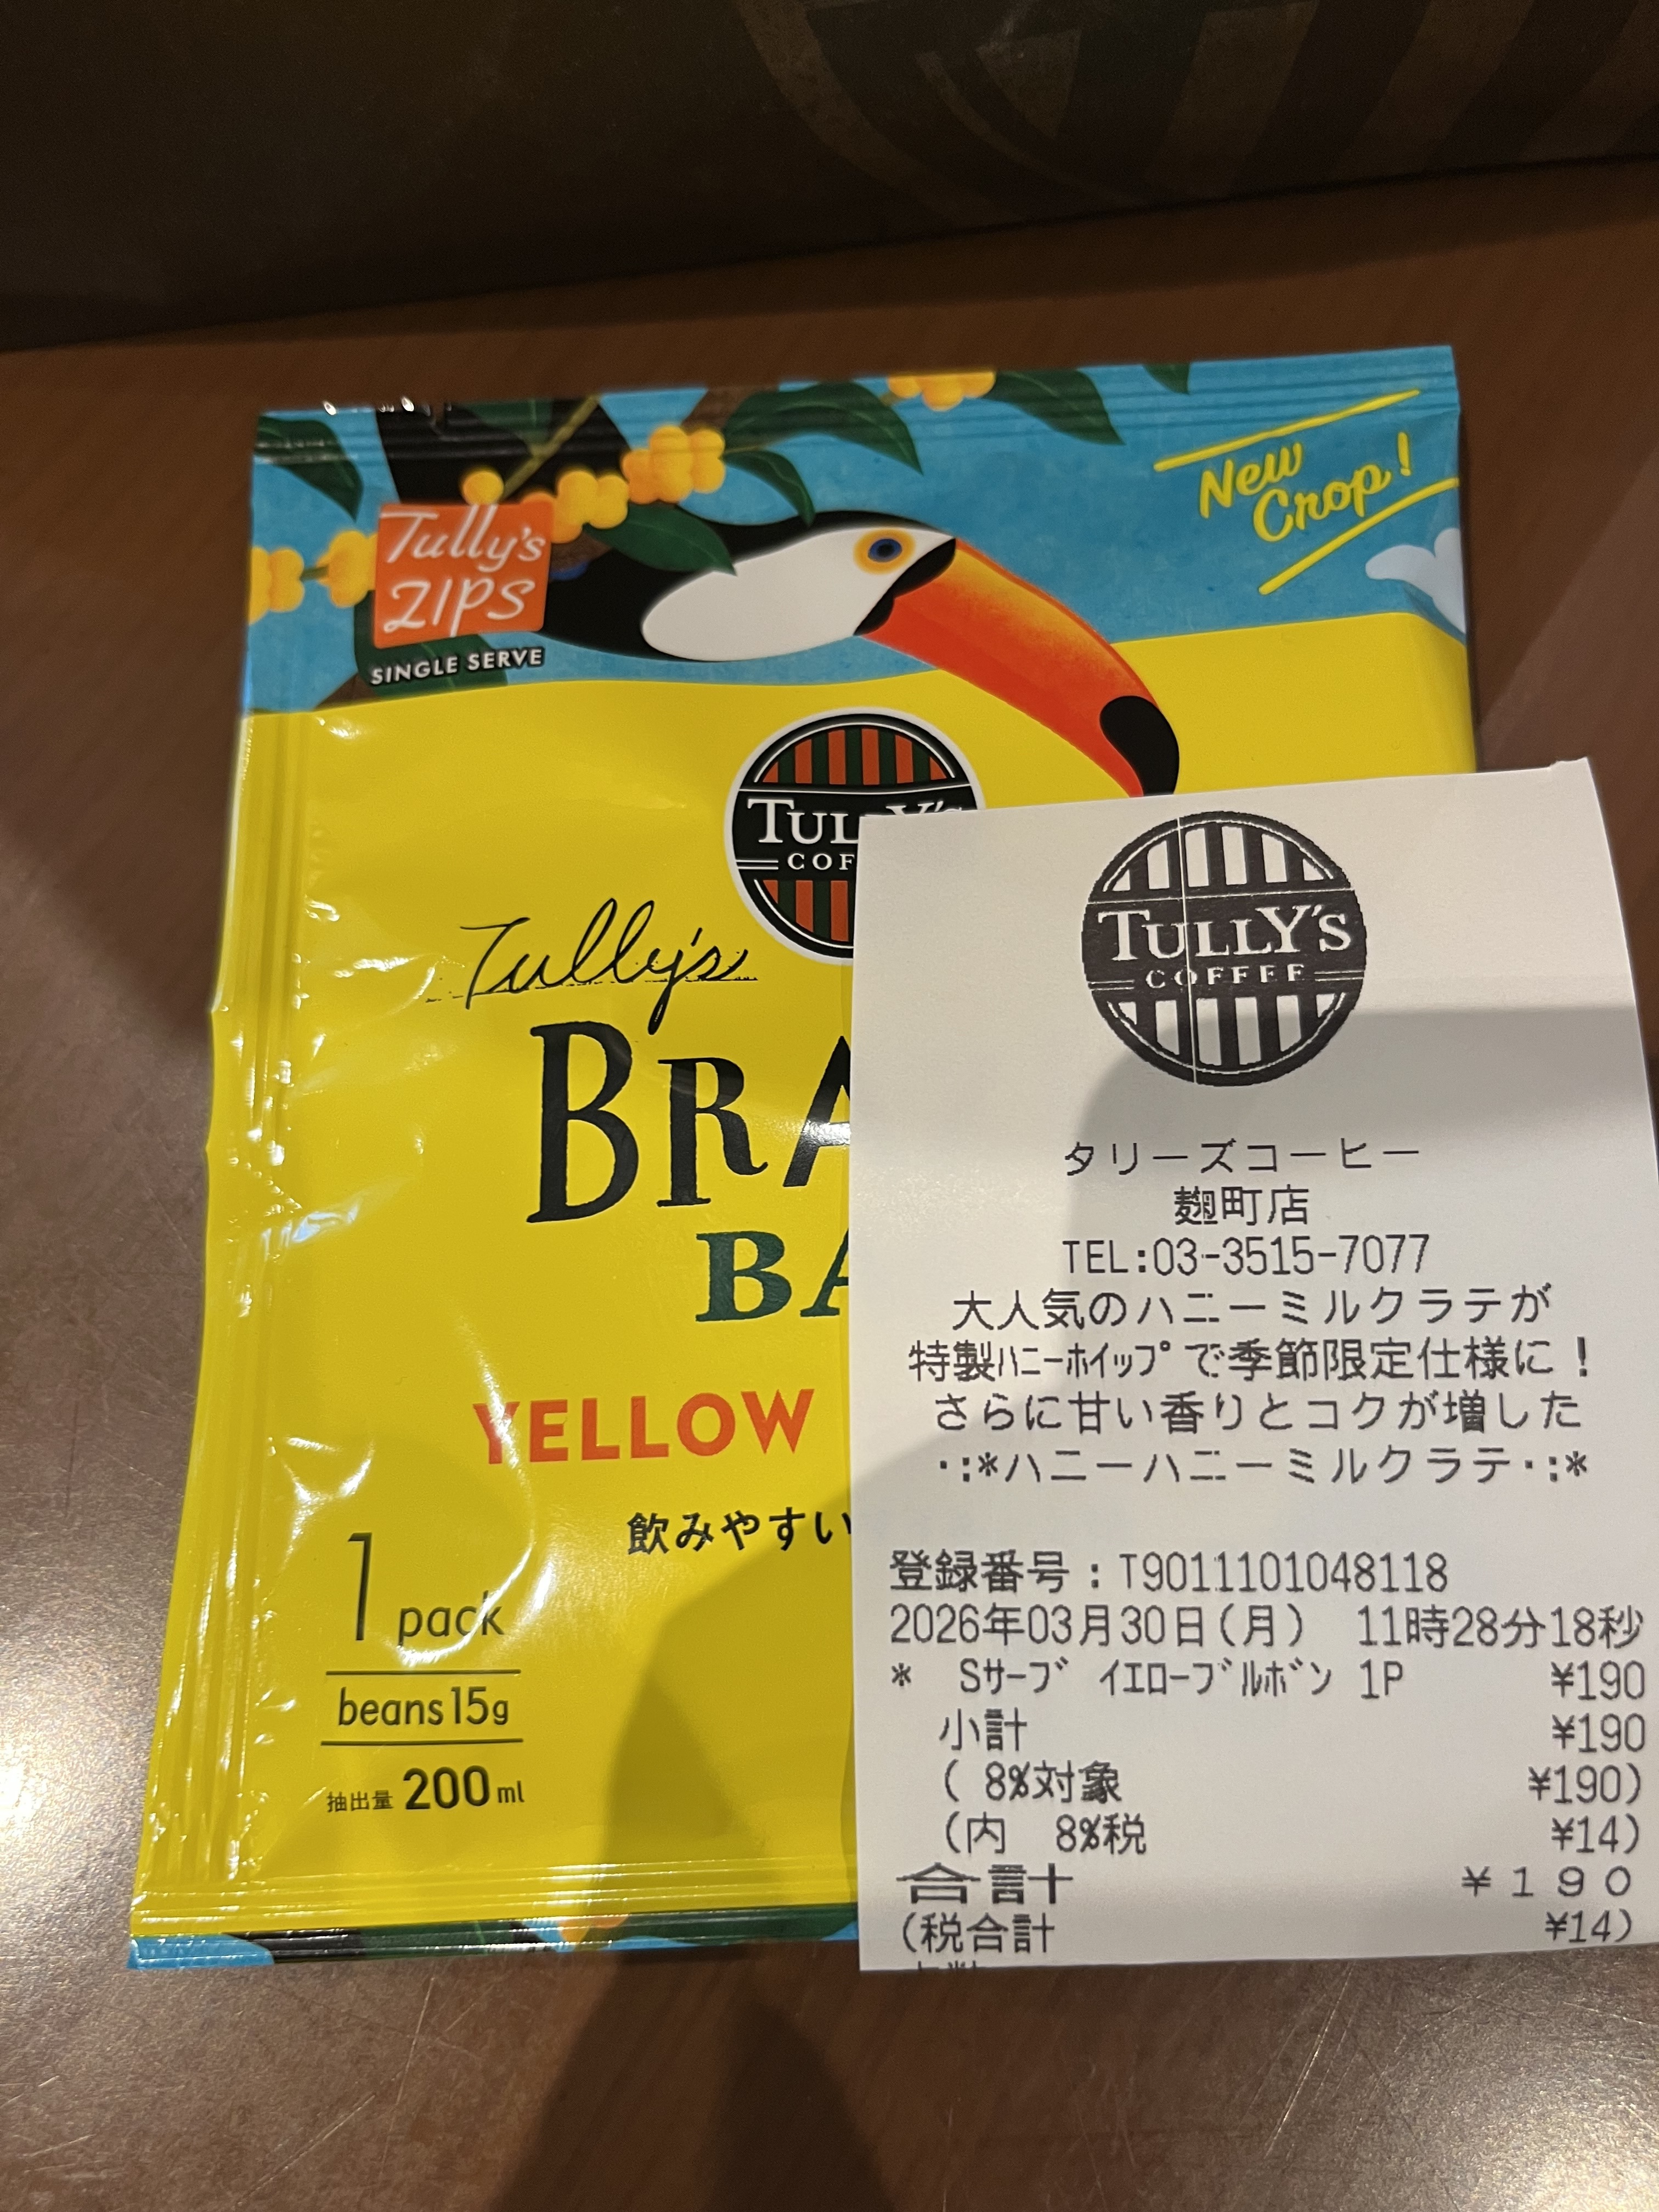 New
Crop!
Tully's
ZIPS
SINGLE SERVE
TULLY'S
COF
Tully's
BRA
BA
YELLOW
飲みやすい
1 pack
beans15g
抽出量 200ml
TULLY'S
COFFEE
タリーズコーヒー
麹町店
TEL:03-3515-7077
大人気のハニーミルクラテが
特製ﾊﾆｰﾎｲｯﾌﾟで季節限定仕様に！
さらに甘い香りとコクが増した
･:*ハニーハニーミルクラテ･:*
登録番号：T9011101048118
2026年03月30日(月) 11時28分18秒
* Sｻｰﾌﾞ ｲｴﾛｰﾌﾞﾙﾎﾞﾝ 1P ¥190
小計 ¥190
( 8%対象 ¥190)
(内 8%税 ¥14)
合計 ¥190
(税合計 ¥14)